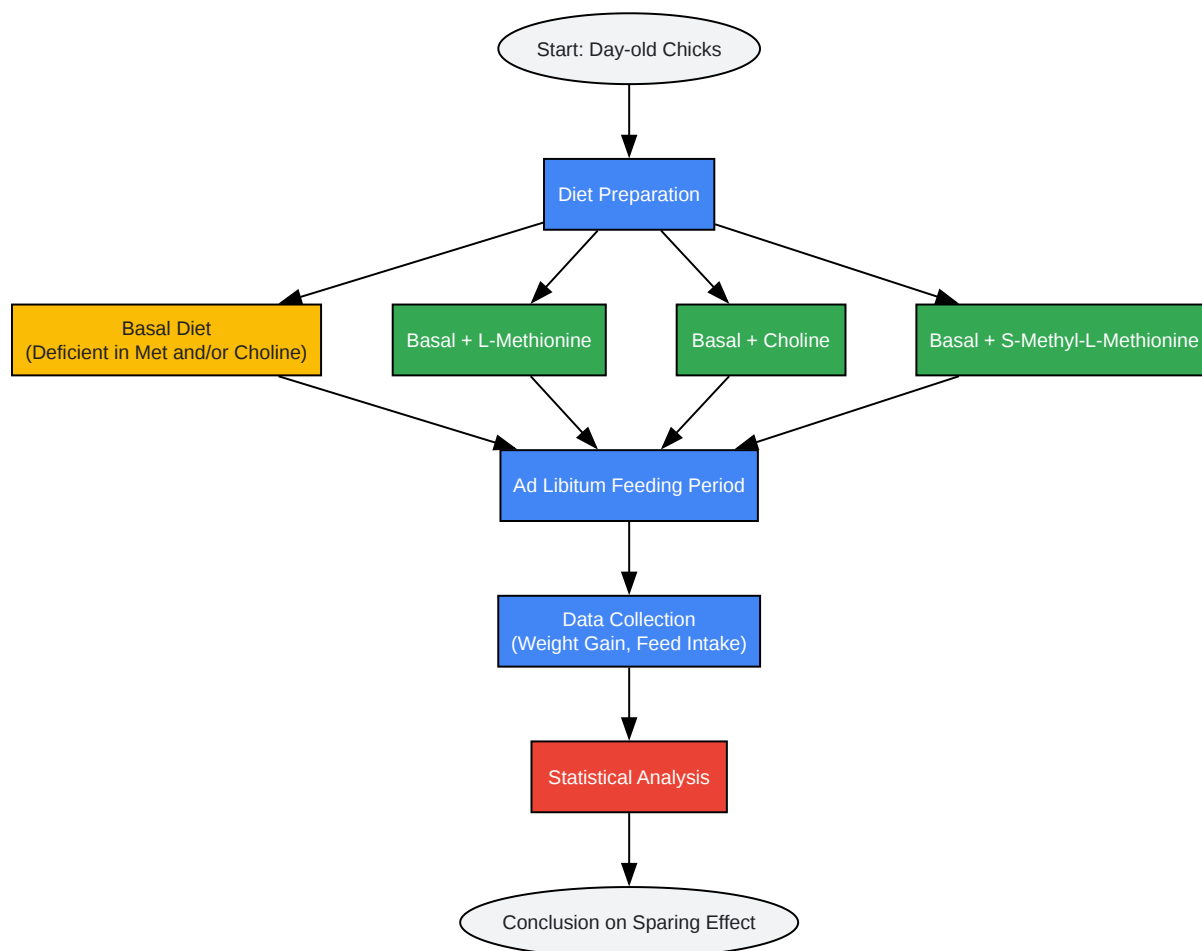 Start: Day-old Chicks
Diet Preparation
Basal Diet
(Deficient in Met and/or Choline)
Basal + L-Methionine
Basal + Choline
Basal + S-Methyl-L-Methionine
Ad Libitum Feeding Period
Data Collection
(Weight Gain, Feed Intake)
Statistical Analysis
Conclusion on Sparing Effect